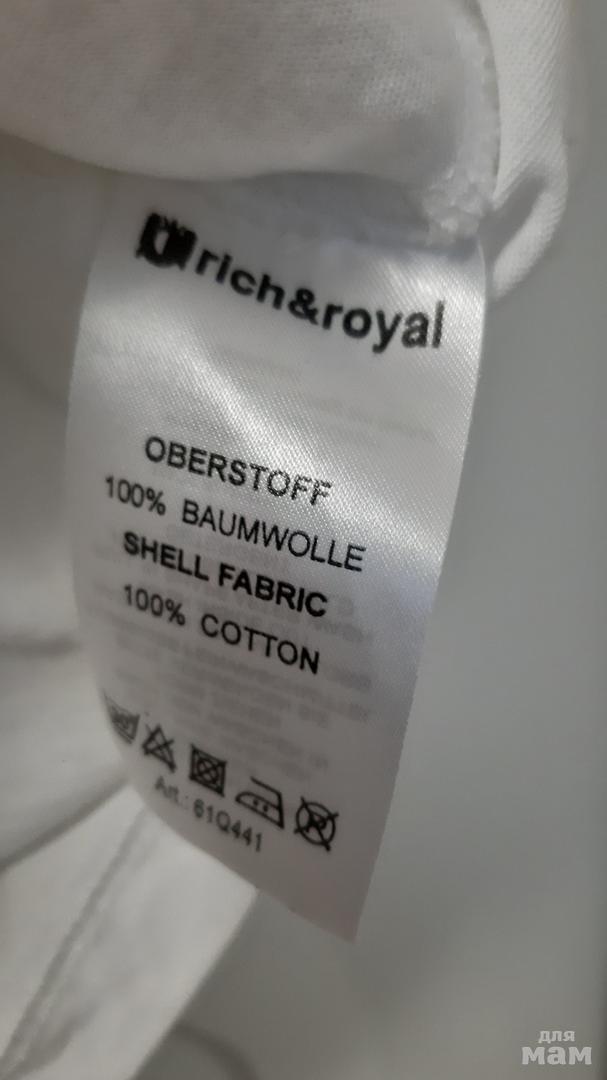 rich&royal
OBERSTOFF
100% BAUMWOLLE
SHELL FABRIC
100% COTTON
Art.: 61Q441
для
мам